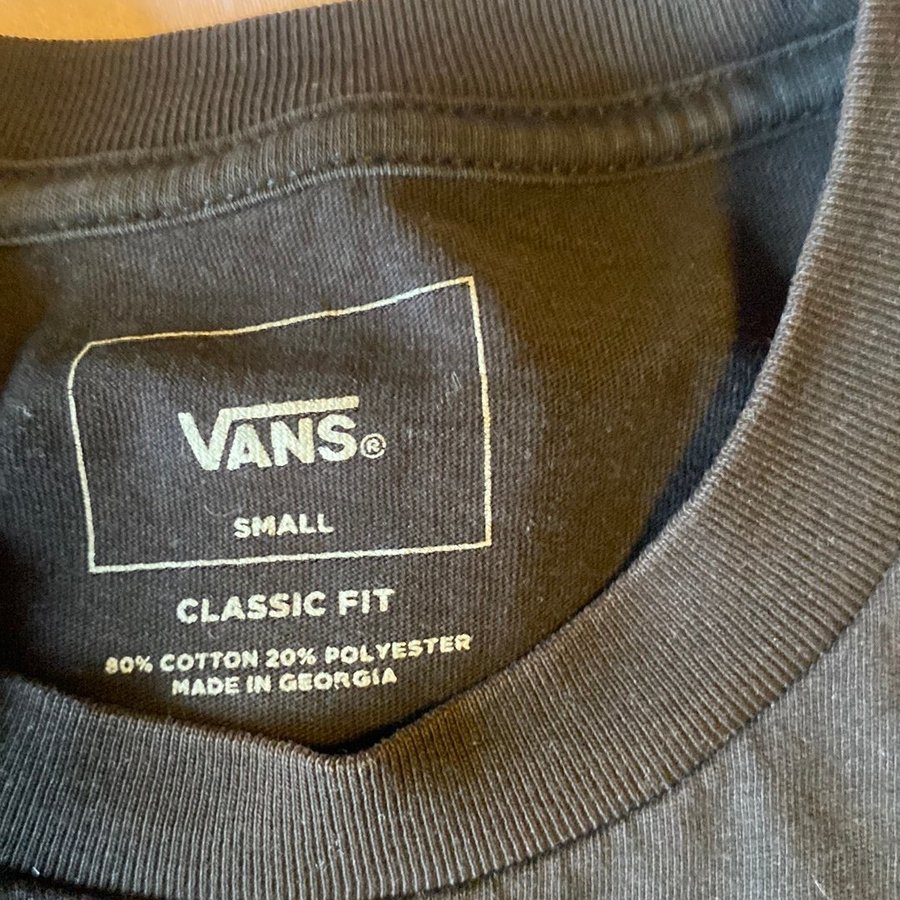 VANS®
SMALL
CLASSIC FIT
80% COTTON 20% POLYESTER
MADE IN GEORGIA